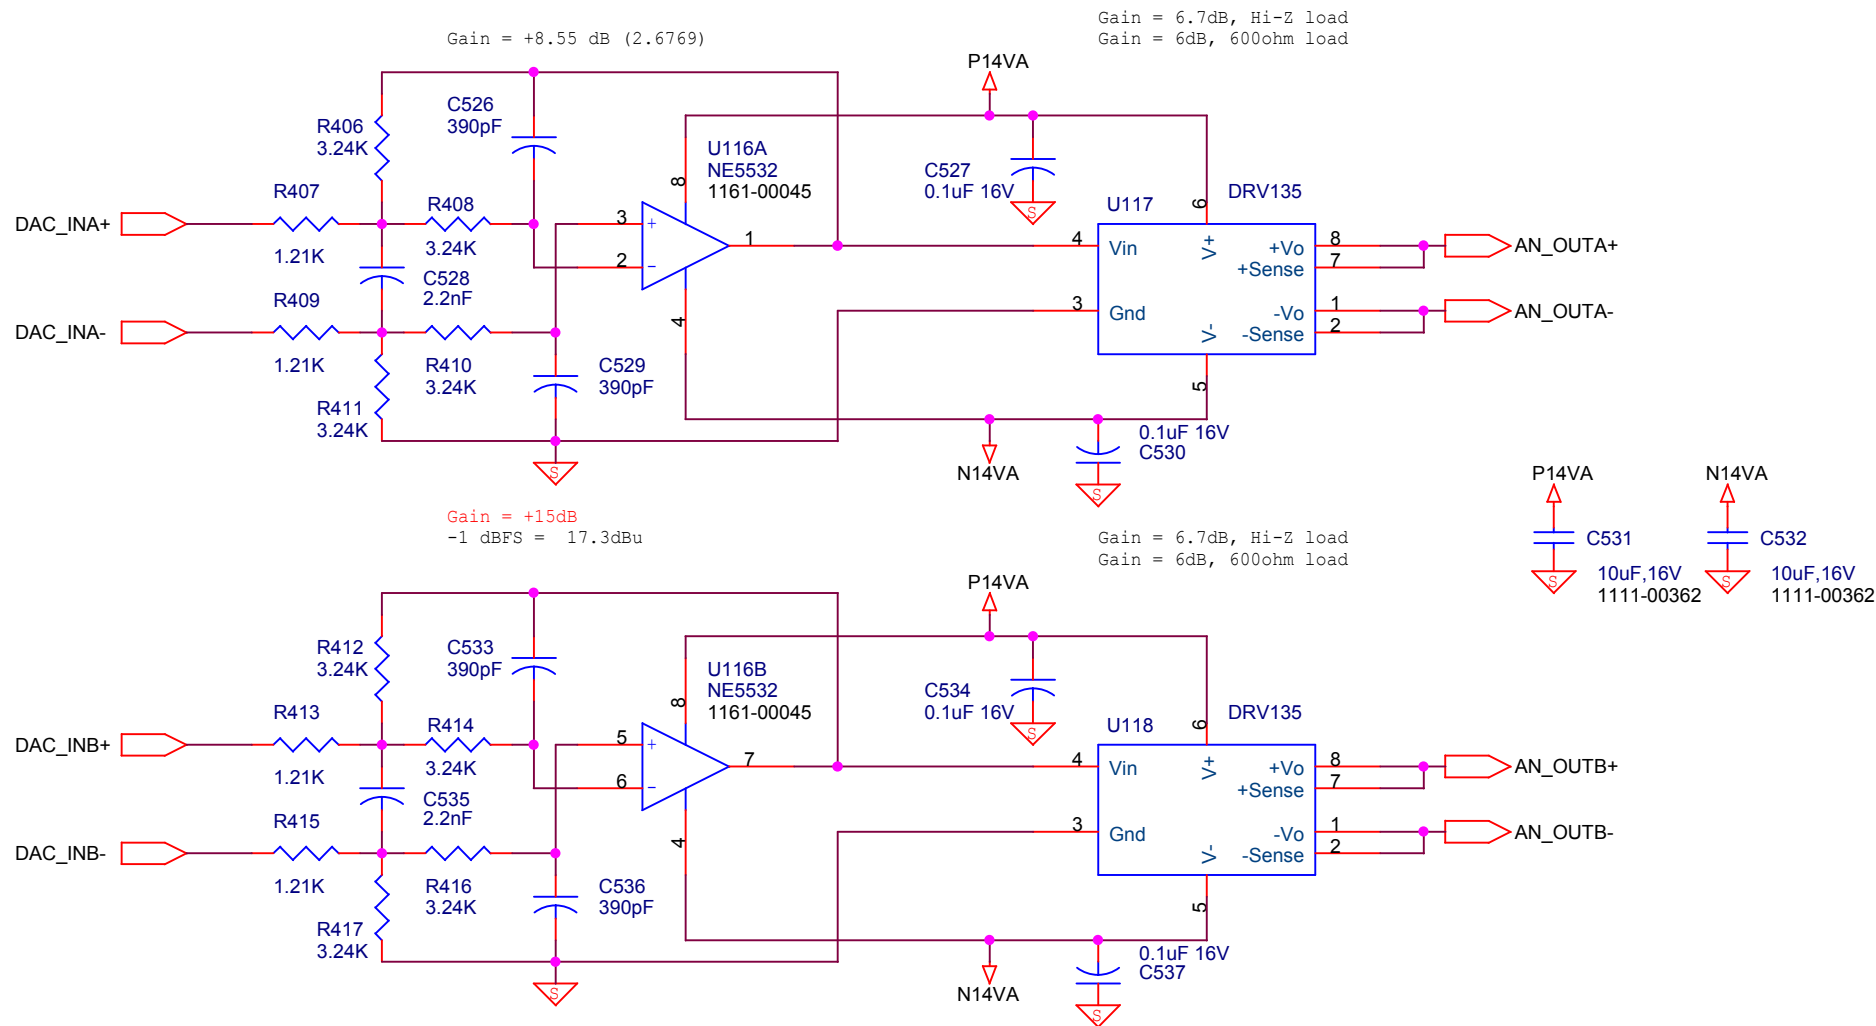 Gain = 6.7dB, Hi-Z load
Gain = +8.55 dB (2.6769)
Gain = 6dB, 600ohm load
P14VA
C526
390pF
R406
3.24K
U116A
NE5532
1161-00045
8
C527
0.1uF 16V
S
U117
DRV135
6
R407
1.21K
R408
3.24K
DAC_INA+
3
+
2
−
1
4
Vin
V+
+Vo
8
+Sense
7
AN_OUTA+
C528
2.2nF
R409
1.21K
DAC_INA-
4
3
Gnd
V-
-Vo
1
-Sense
2
AN_OUTA-
R410
3.24K
C529
390pF
5
R411
3.24K
0.1uF 16V
C530
S
N14VA
S
P14VA
N14VA
C531
10uF,16V
1111-00362
S
C532
10uF,16V
1111-00362
S
Gain = +15dB
-1 dBFS =  17.3dBu
Gain = 6.7dB, Hi-Z load
Gain = 6dB, 600ohm load
P14VA
R412
3.24K
C533
390pF
U116B
NE5532
1161-00045
8
C534
0.1uF 16V
S
U118
DRV135
6
R413
1.21K
R414
3.24K
DAC_INB+
5
+
6
−
7
4
Vin
V+
+Vo
8
+Sense
7
AN_OUTB+
C535
2.2nF
R415
1.21K
DAC_INB-
4
3
Gnd
V-
-Vo
1
-Sense
2
AN_OUTB-
R416
3.24K
C536
390pF
5
R417
3.24K
0.1uF 16V
C537
S
N14VA
S